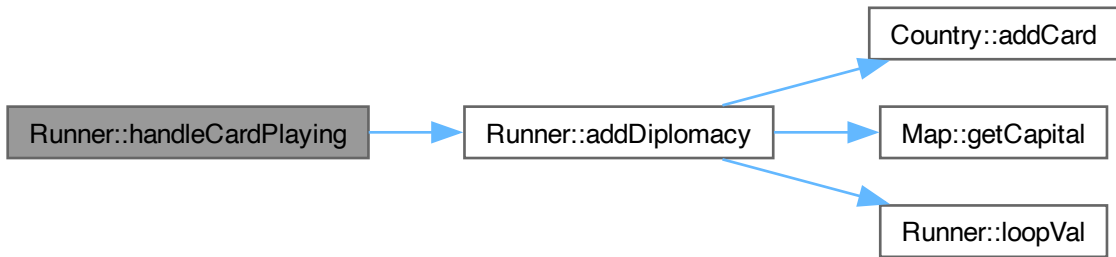 Country::addCard
Runner::handleCardPlaying
Runner::addDiplomacy
Map::getCapital
Runner::loopVal